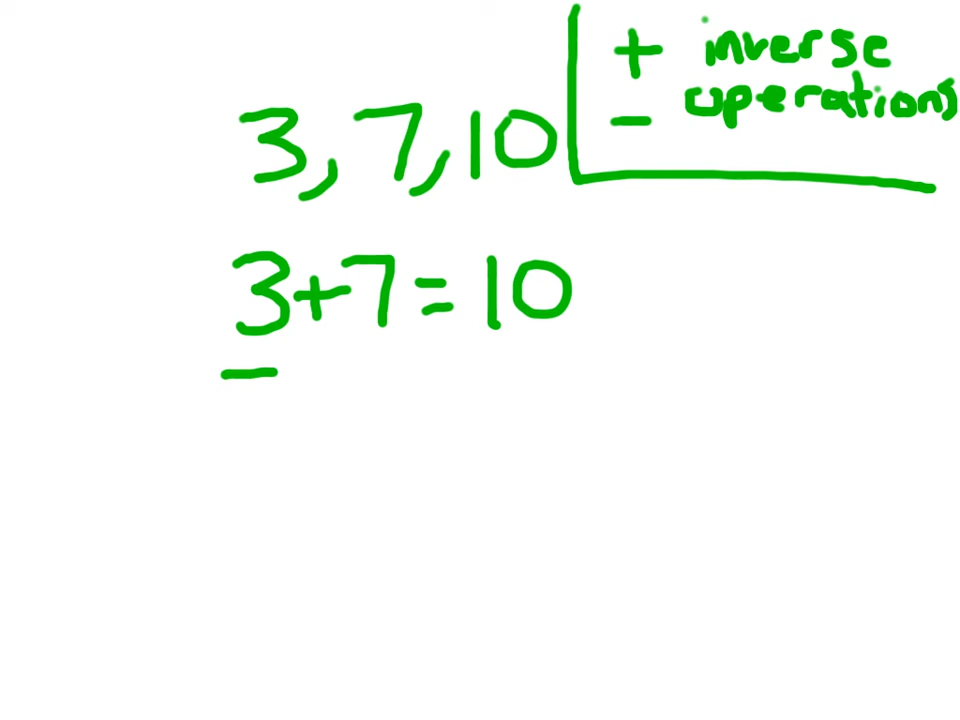 + inverse
- operations
3, 7, 10
3+7=10